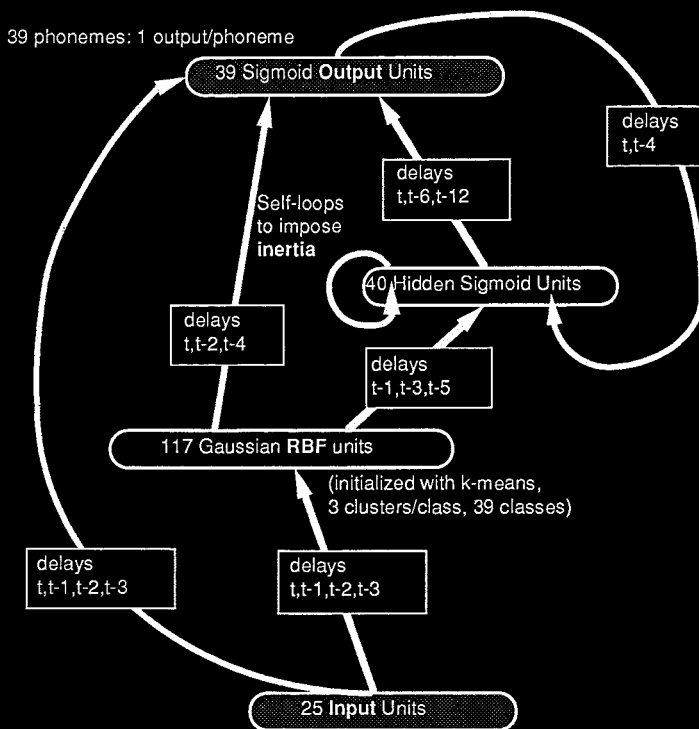 39 phonemes: 1 output/phoneme
39 Sigmoid Output Units
delays
t,t-4
delays
t,t-6,t-12
Self-loops
to impose
inertia
40 Hidden Sigmoid Units
delays
t,t-2,t-4
delays
t-1,t-3,t-5
117 Gaussian RBF units
(initialized with k-means,
3 clusters/class, 39 classes)
delays
t,t-1,t-2,t-3
delays
t,t-1,t-2,t-3
25 Input Units